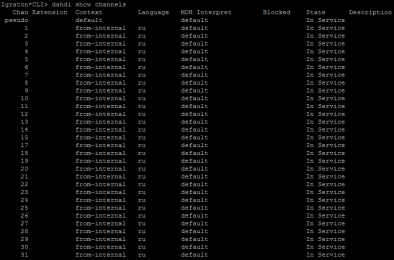 Igraton*CLI> dahdi show channels
Chan Extension Context Language MOH Interpret Blocked State Description
pseudo default default In Service
1 from-internal ru default In Service
2 from-internal ru default In Service
3 from-internal ru default In Service
4 from-internal ru default In Service
5 from-internal ru default In Service
6 from-internal ru default In Service
7 from-internal ru default In Service
8 from-internal ru default In Service
9 from-internal ru default In Service
10 from-internal ru default In Service
11 from-internal ru default In Service
12 from-internal ru default In Service
13 from-internal ru default In Service
14 from-internal ru default In Service
15 from-internal ru default In Service
17 from-internal ru default In Service
18 from-internal ru default In Service
19 from-internal ru default In Service
20 from-internal ru default In Service
21 from-internal ru default In Service
22 from-internal ru default In Service
23 from-internal ru default In Service
24 from-internal ru default In Service
25 from-internal ru default In Service
26 from-internal ru default In Service
27 from-internal ru default In Service
28 from-internal ru default In Service
29 from-internal ru default In Service
30 from-internal ru default In Service
31 from-internal ru default In Service